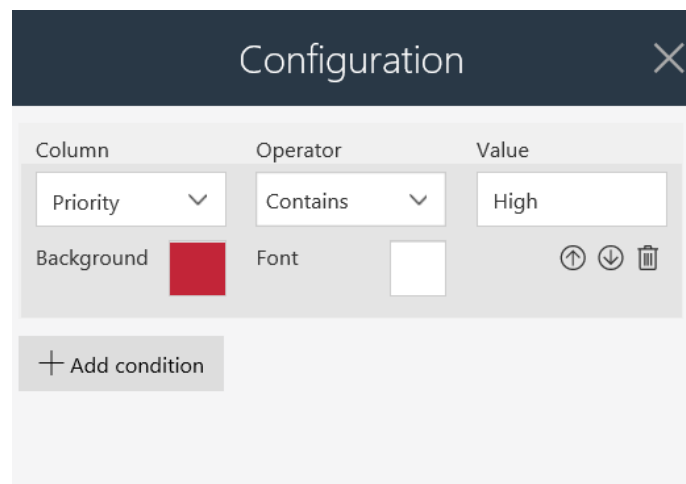 Configuration
Column Operator Value
Priority Contains High
Background Font
Add condition